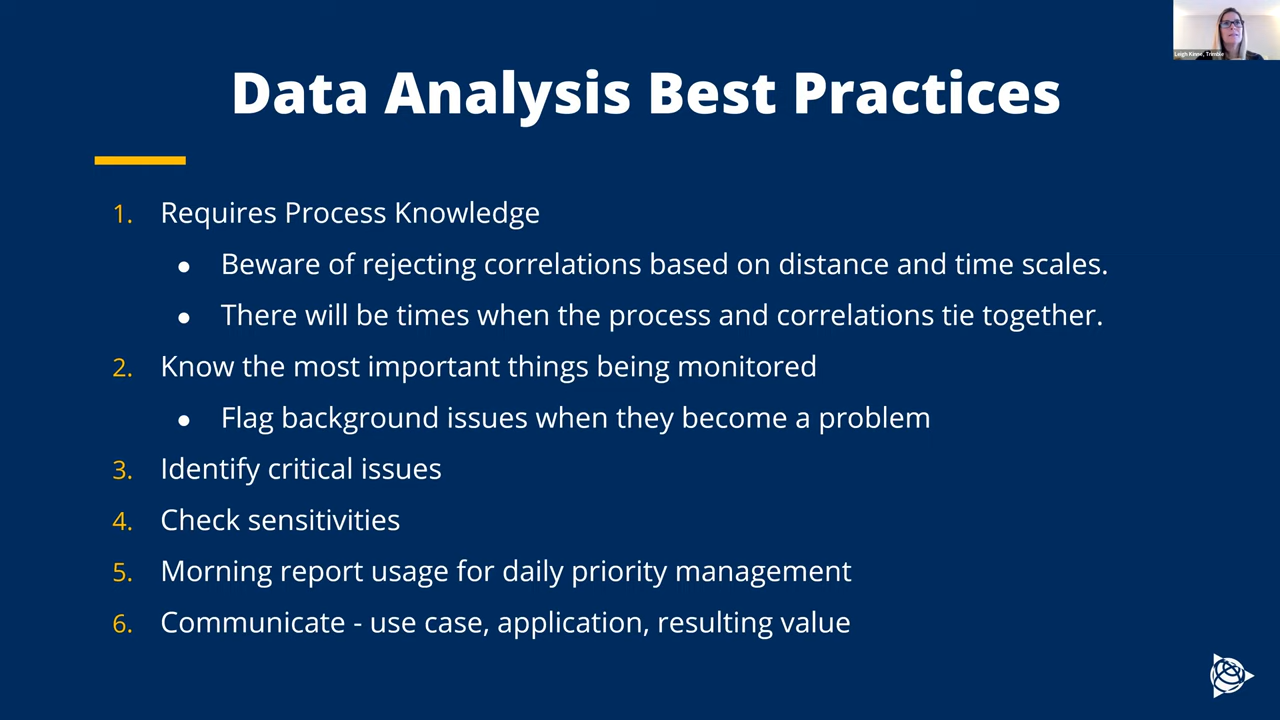 Leigh Kinne, Trimble
Data Analysis Best Practices
1. Requires Process Knowledge
● Beware of rejecting correlations based on distance and time scales.
● There will be times when the process and correlations tie together.
2. Know the most important things being monitored
● Flag background issues when they become a problem
3. Identify critical issues
4. Check sensitivities
5. Morning report usage for daily priority management
6. Communicate - use case, application, resulting value